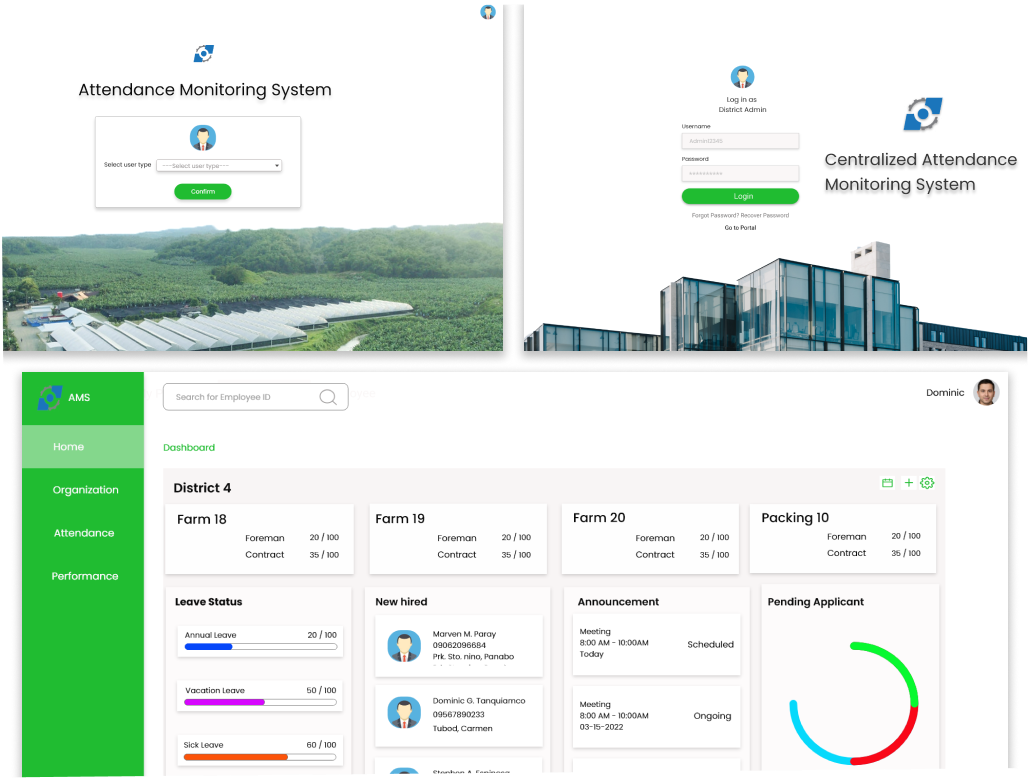 Attendance Monitoring System
Select user type
----Select user type----
Confirm
Log in as
District Admin
Username
Admin12345
Password
**********
Login
Forgot Password? Recover Password
Go to Portal
Centralized Attendance
Monitoring System
AMS
Search for Employee ID
Dominic
Home
Organization
Attendance
Performance
Dashboard
District 4
Farm 18
Foreman 20 / 100
Contract 35 / 100
Farm 19
Foreman 20 / 100
Contract 35 / 100
Farm 20
Foreman 20 / 100
Contract 35 / 100
Packing 10
Foreman 20 / 100
Contract 35 / 100
Leave Status
Annual Leave 20 / 100
Vacation Leave 50 / 100
Sick Leave 60 / 100
New hired
Marven M. Paray
09062096684
Prk. Sto. nino, Panabo
Dominic G. Tanquiamco
09567890233
Tubod, Carmen
Stephen A. Espinosa
Announcement
Meeting
8:00 AM - 10:00AM
Today
Scheduled
Meeting
8:00 AM - 10:00AM
03-15-2022
Ongoing
Pending Applicant